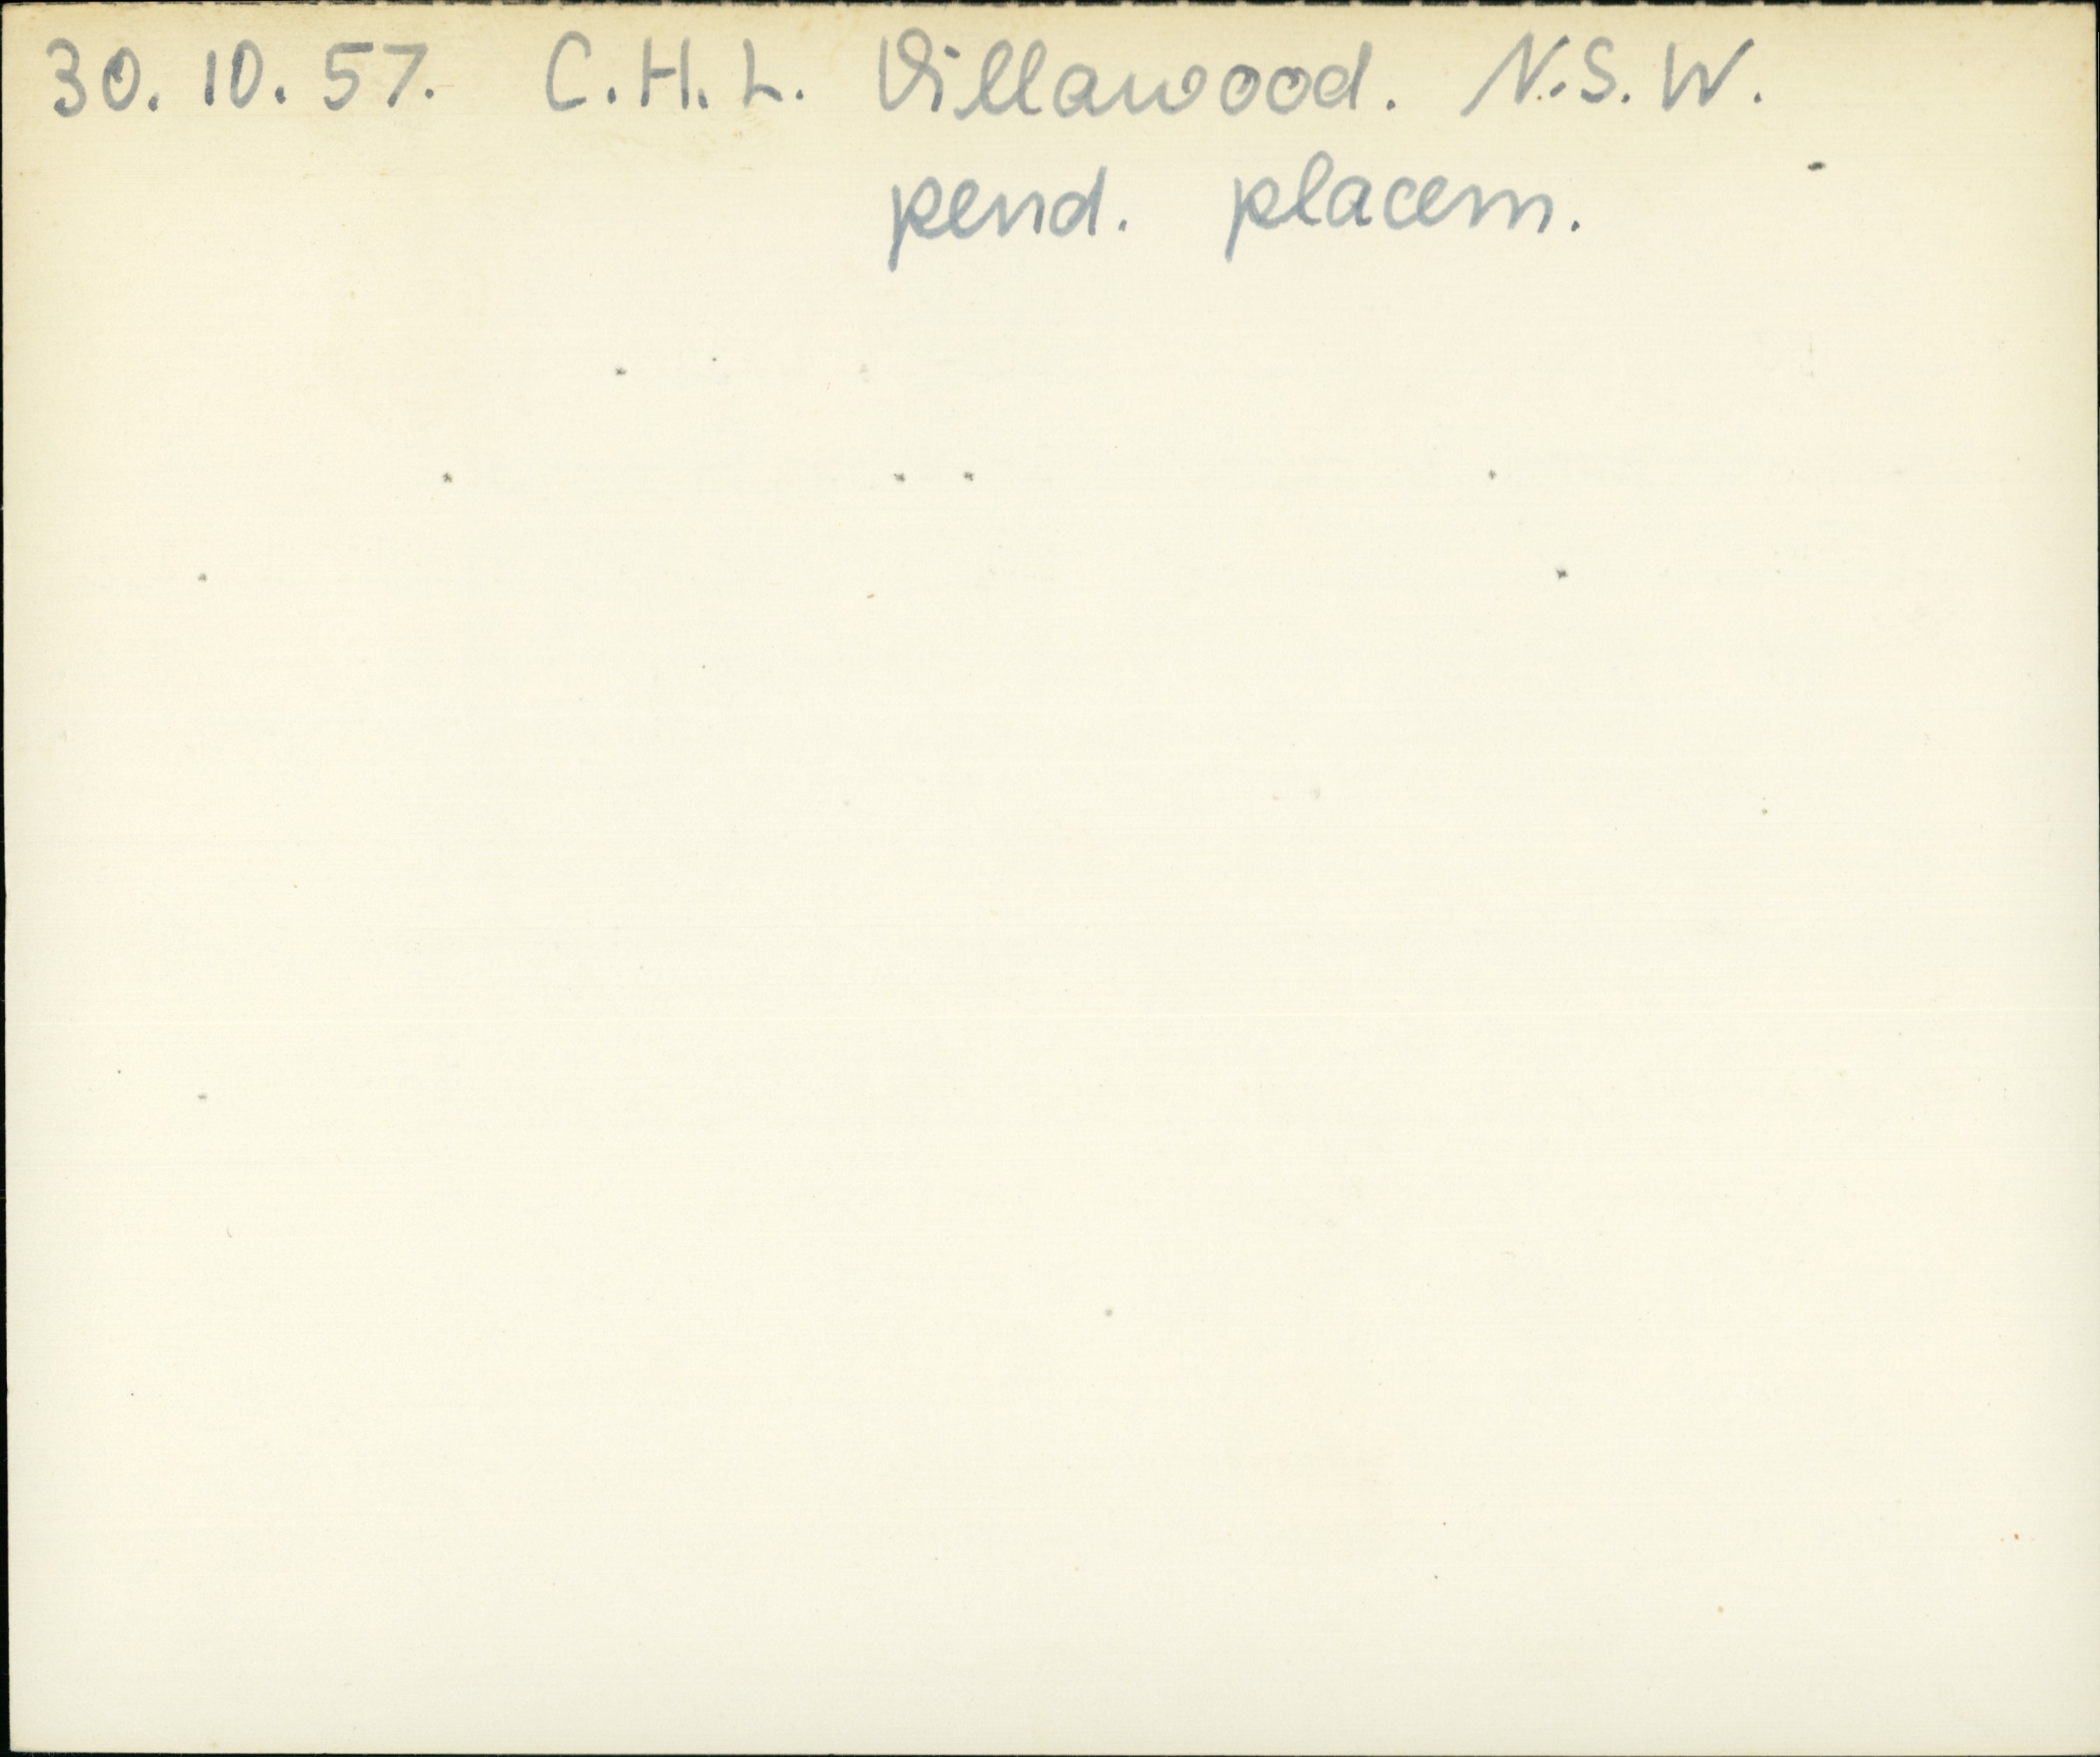 30. 10. 57. C.H.L. Villawood. N.S.W.
pend. placem.